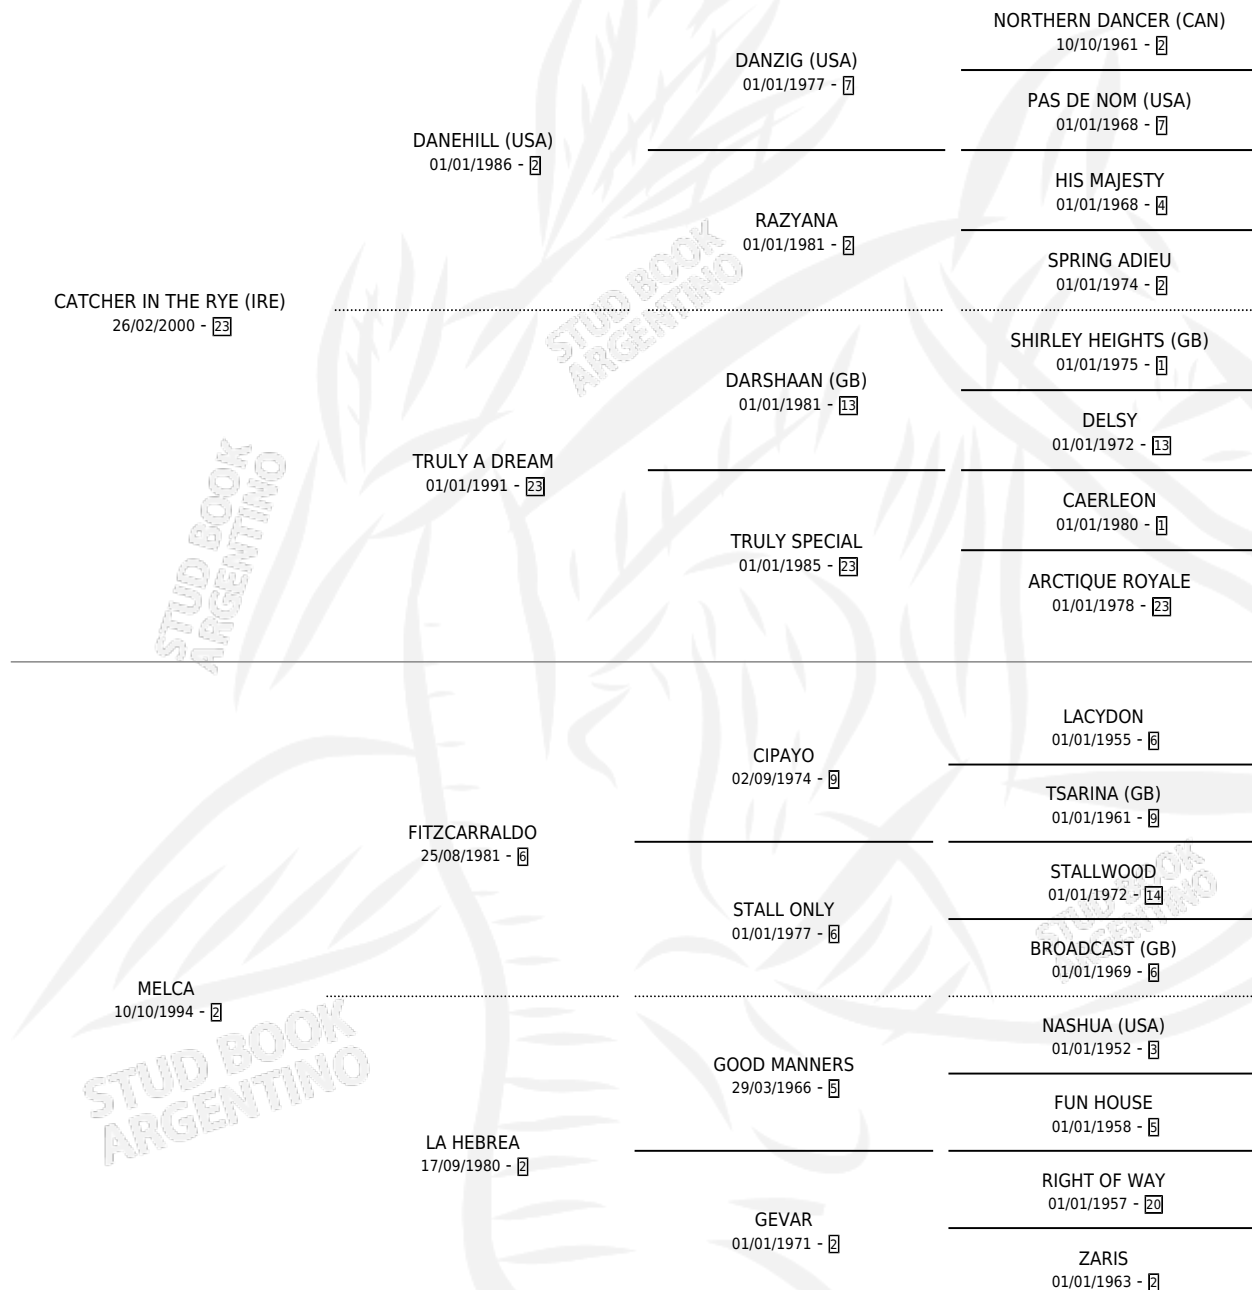 NORTHERN DANCER (CAN)
10/10/1961 - 2
DANZIG (USA)
01/01/1977 - 7
PAS DE NOM (USA)
01/01/1968 - 7
DANEHILL (USA)
01/01/1986 - 2
HIS MAJESTY
01/01/1968 - 4
RAZYANA
01/01/1981 - 2
SPRING ADIEU
01/01/1974 - 2
CATCHER IN THE RYE (IRE)
26/02/2000 - 23
SHIRLEY HEIGHTS (GB)
01/01/1975 - 1
DARSHAAN (GB)
01/01/1981 - 13
DELSY
01/01/1972 - 13
TRULY A DREAM
01/01/1991 - 23
CAERLEON
01/01/1980 - 1
TRULY SPECIAL
01/01/1985 - 23
ARCTIQUE ROYALE
01/01/1978 - 23
LACYDON
01/01/1955 - 6
CIPAYO
02/09/1974 - 9
TSARINA (GB)
01/01/1961 - 9
FITZCARRALDO
25/08/1981 - 6
STALLWOOD
01/01/1972 - 14
STALL ONLY
01/01/1977 - 6
BROADCAST (GB)
01/01/1969 - 6
MELCA
10/10/1994 - 2
NASHUA (USA)
01/01/1952 - 3
GOOD MANNERS
29/03/1966 - 5
FUN HOUSE
01/01/1958 - 5
LA HEBREA
17/09/1980 - 2
RIGHT OF WAY
01/01/1957 - 20
GEVAR
01/01/1971 - 2
ZARIS
01/01/1963 - 2
STUD BOOK
ARGENTINO
STUD BOOK
ARGENTINO
STUD BOOK
ARGENTINO
STUD BOOK
ARGENTINO